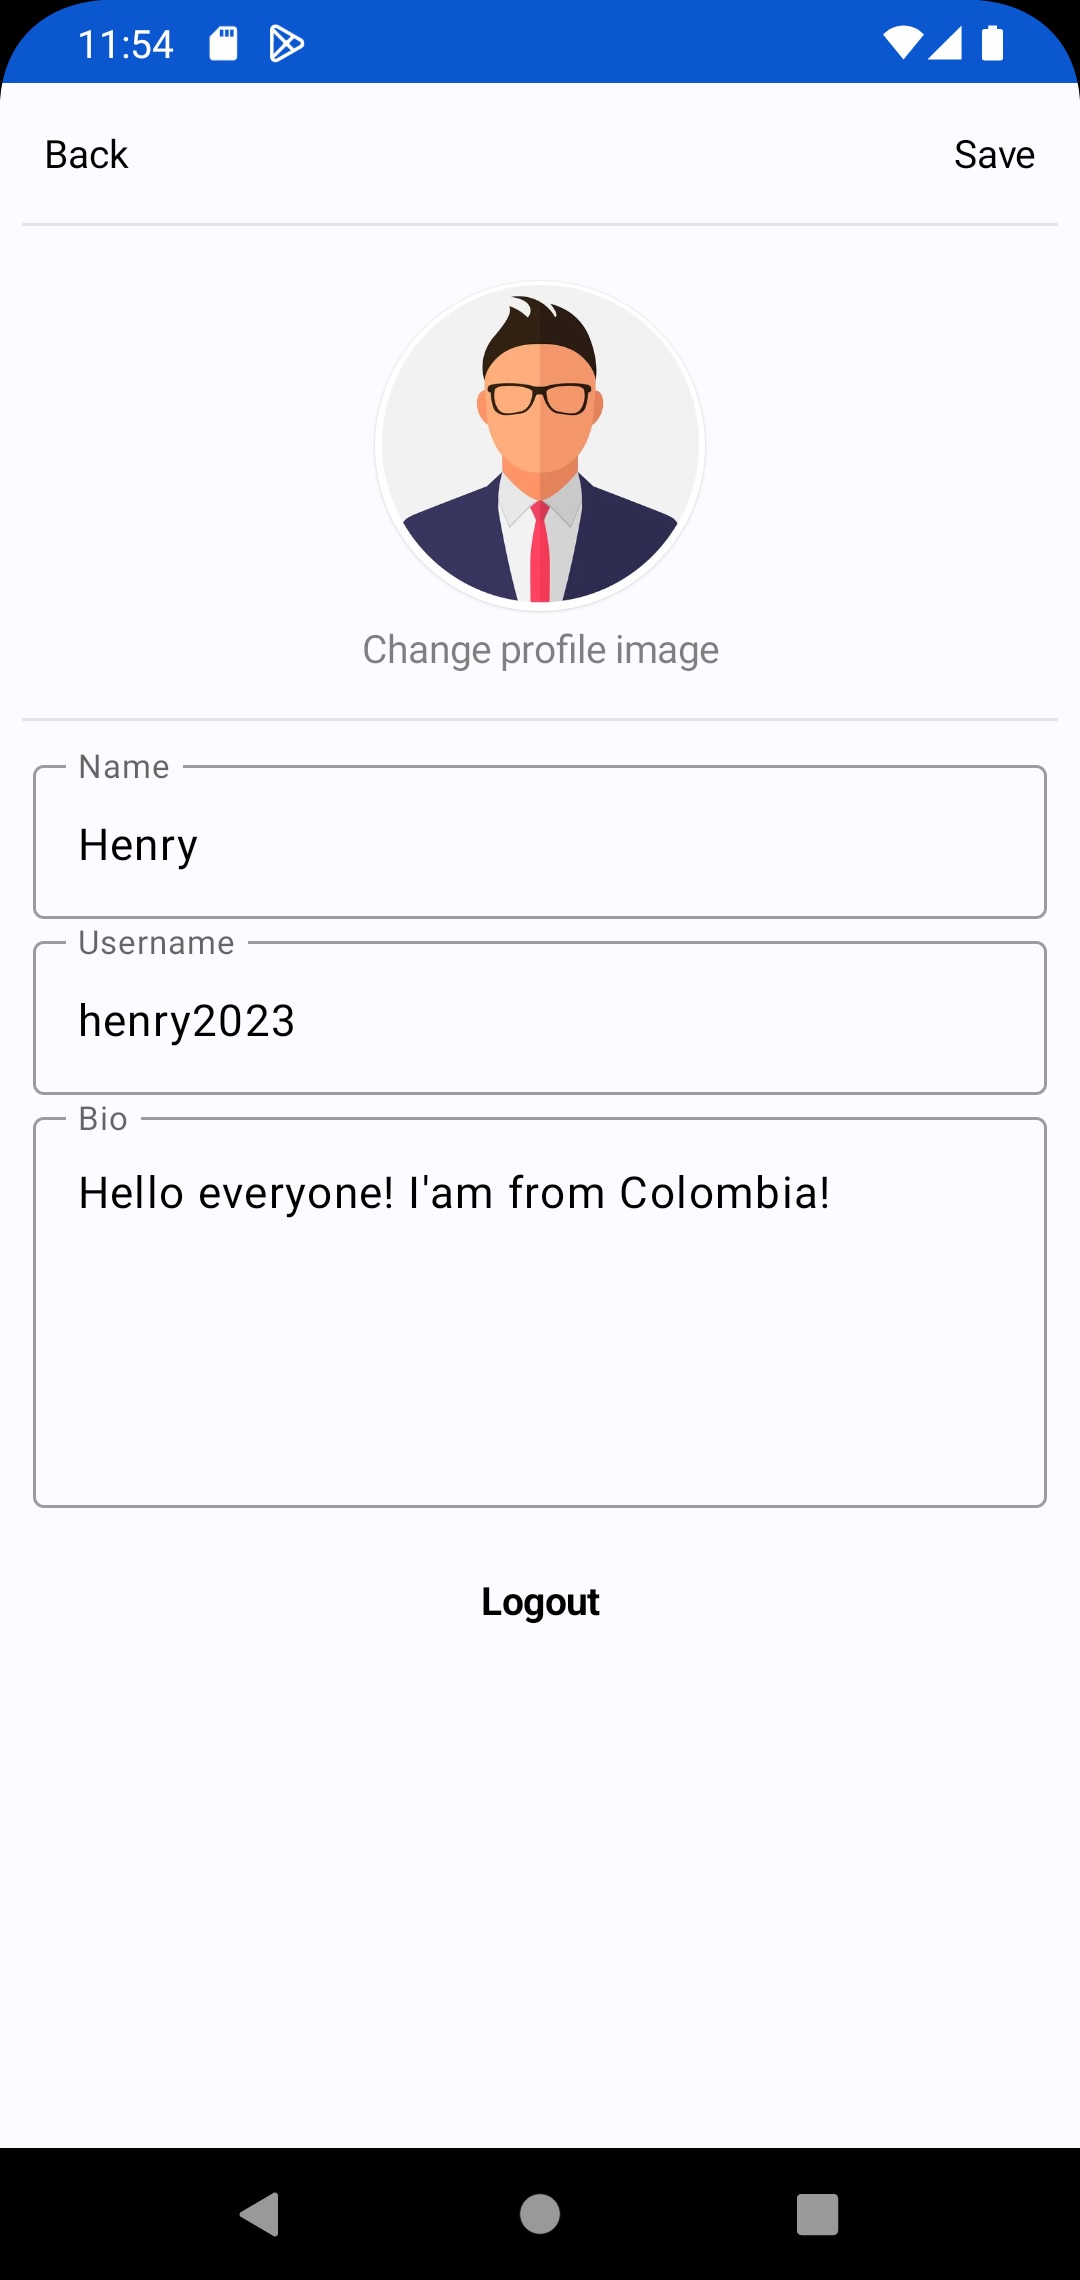 11:54
Back
Save
Change profile image
Name
Henry
Username
henry2023
Bio
Hello everyone! I'am from Colombia!
Logout